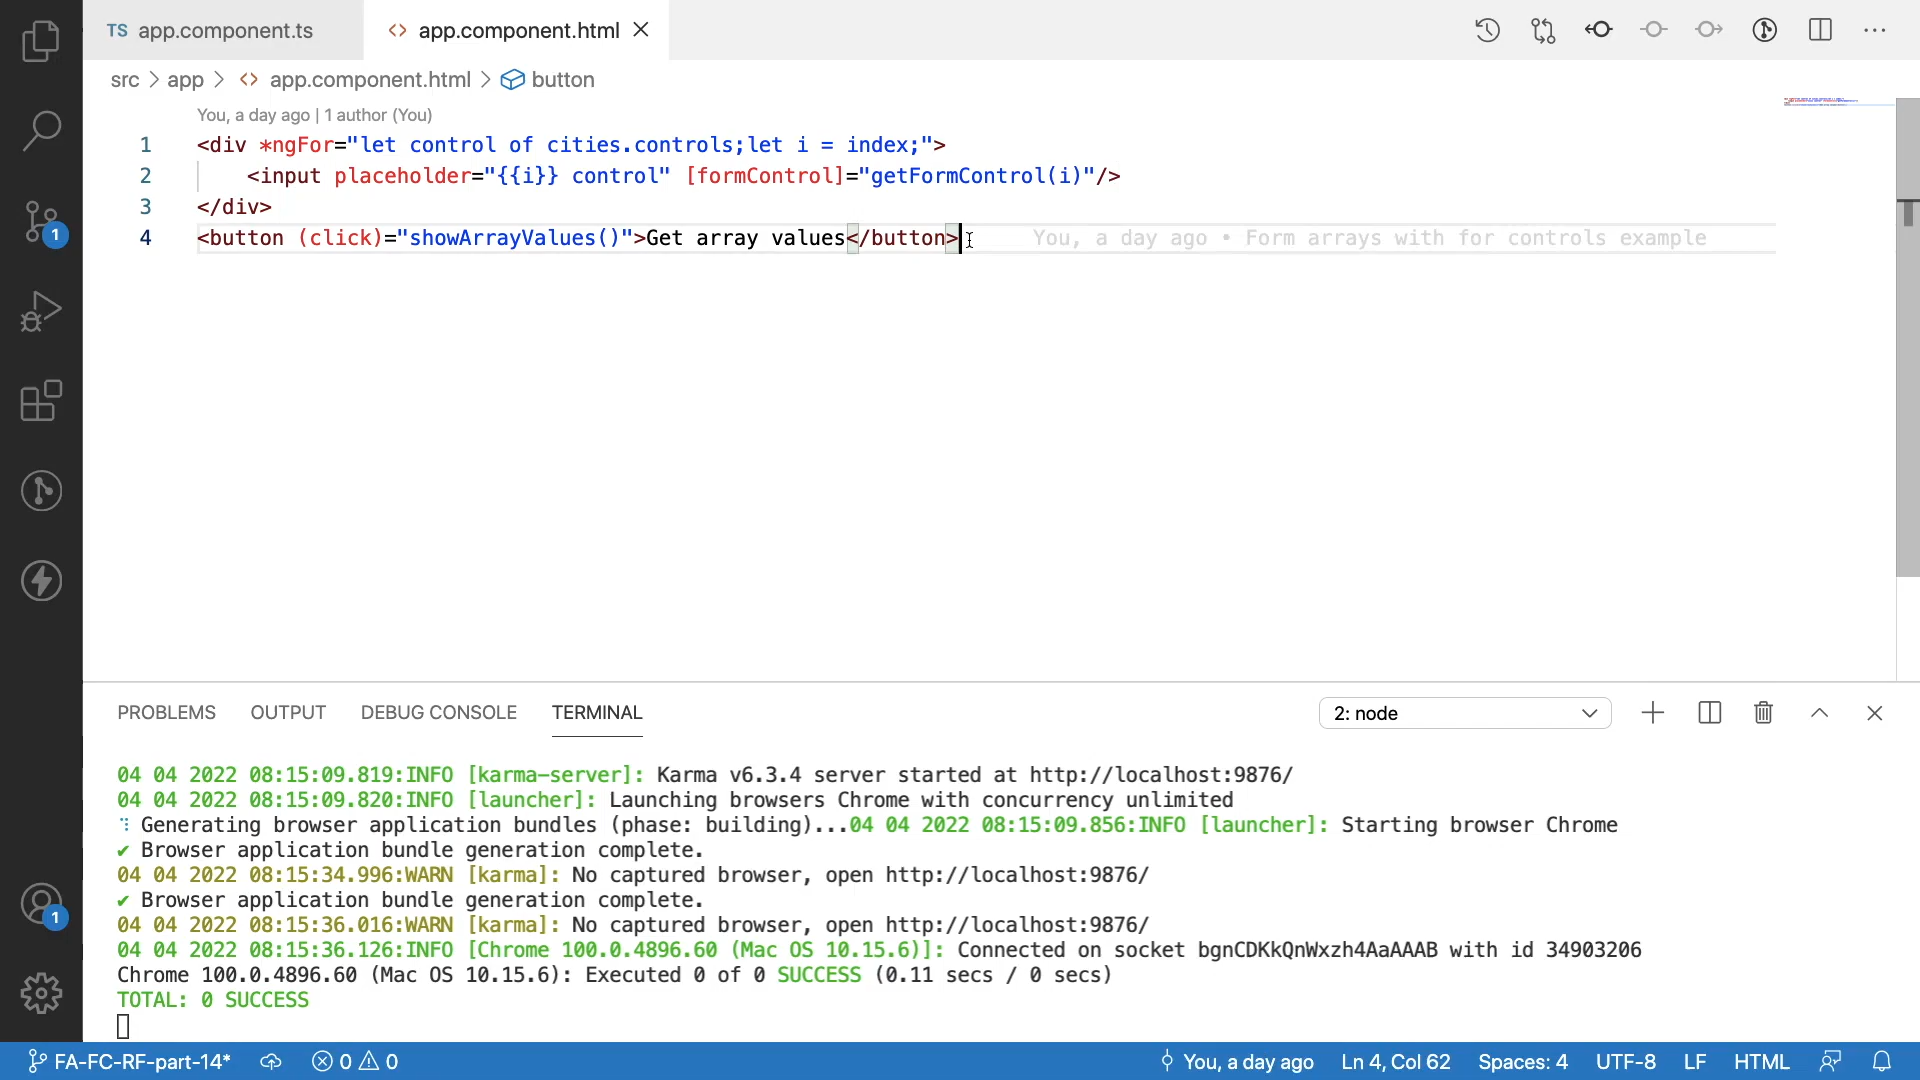 TS app.component.ts <> app.component.html
src > app > <> app.component.html > button
You, a day ago | 1 author (You)
1 <div *ngFor="let control of cities.controls;let i = index;">
2 <input placeholder="{{i}} control" [formControl]="getFormControl(i)"/>
3 </div>
4 <button (click)="showArrayValues()">Get array values</button> You, a day ago • Form arrays with for controls example
1
PROBLEMS OUTPUT DEBUG CONSOLE TERMINAL 2: node
04 04 2022 08:15:09.819:INFO [karma-server]: Karma v6.3.4 server started at http://localhost:9876/
04 04 2022 08:15:09.820:INFO [launcher]: Launching browsers Chrome with concurrency unlimited
Generating browser application bundles (phase: building)...04 04 2022 08:15:09.856:INFO [launcher]: Starting browser Chrome
✔ Browser application bundle generation complete.
04 04 2022 08:15:34.996:WARN [karma]: No captured browser, open http://localhost:9876/
✔ Browser application bundle generation complete.
04 04 2022 08:15:36.016:WARN [karma]: No captured browser, open http://localhost:9876/
04 04 2022 08:15:36.126:INFO [Chrome 100.0.4896.60 (Mac OS 10.15.6)]: Connected on socket bgnCDKkQnWxzh4AaAAAB with id 34903206
Chrome 100.0.4896.60 (Mac OS 10.15.6): Executed 0 of 0 SUCCESS (0.11 secs / 0 secs)
TOTAL: 0 SUCCESS
1
FA-FC-RF-part-14* 0 0 You, a day ago Ln 4, Col 62 Spaces: 4 UTF-8 LF HTML